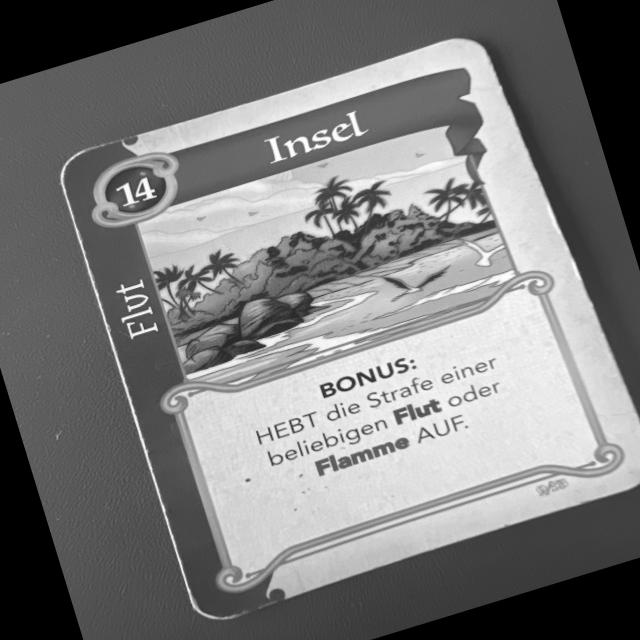 Insel
14
Flut
BONUS:
HEBT die Strafe einer
beliebigen Flut oder
Flamme AUF.